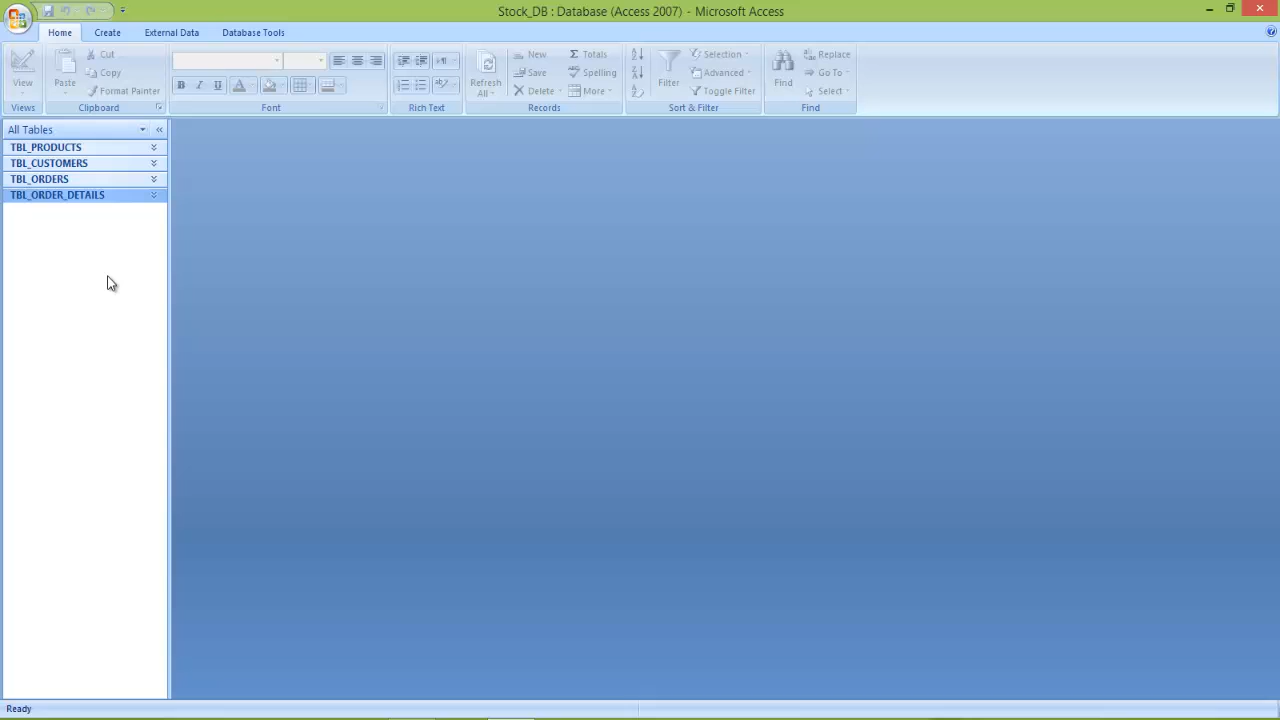 Stock_DB : Database (Access 2007) - Microsoft Access
Home Create External Data Database Tools
View
Views
Paste
Cut
Copy
Format Painter
Clipboard
B I U A
Font
Rich Text
Refresh All
New
Save
Delete
Totals
Spelling
More
Records
Filter
Selection
Advanced
Toggle Filter
Sort & Filter
Find
Replace
Go To
Select
Find
All Tables
TBL_PRODUCTS
TBL_CUSTOMERS
TBL_ORDERS
TBL_ORDER_DETAILS
Ready